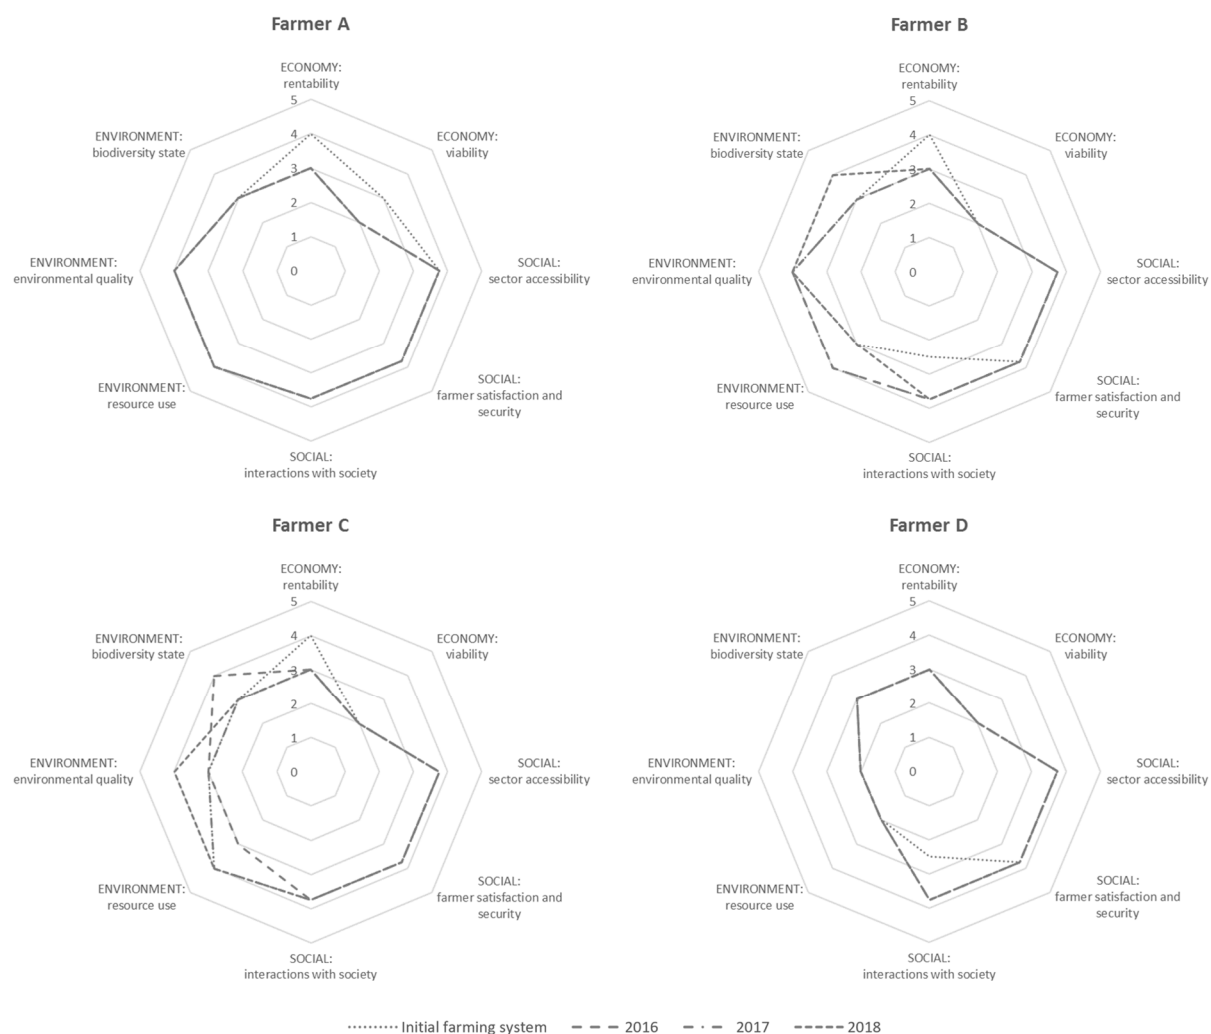 Farmer A
ECONOMY:
rentability
5
4
3
2
1
0
ECONOMY:
viability
SOCIAL:
sector accessibility
SOCIAL:
farmer satisfaction and
security
SOCIAL:
interactions with society
ENVIRONMENT:
resource use
ENVIRONMENT:
environmental quality
ENVIRONMENT:
biodiversity state
Farmer B
ECONOMY:
rentability
5
4
3
2
1
0
ECONOMY:
viability
SOCIAL:
sector accessibility
SOCIAL:
farmer satisfaction and
security
SOCIAL:
interactions with society
ENVIRONMENT:
resource use
ENVIRONMENT:
environmental quality
ENVIRONMENT:
biodiversity state
Farmer C
ECONOMY:
rentability
5
4
3
2
1
0
ECONOMY:
viability
SOCIAL:
sector accessibility
SOCIAL:
farmer satisfaction and
security
SOCIAL:
interactions with society
ENVIRONMENT:
resource use
ENVIRONMENT:
environmental quality
ENVIRONMENT:
biodiversity state
Farmer D
ECONOMY:
rentability
5
4
3
2
1
0
ECONOMY:
viability
SOCIAL:
sector accessibility
SOCIAL:
farmer satisfaction and
security
SOCIAL:
interactions with society
ENVIRONMENT:
resource use
ENVIRONMENT:
environmental quality
ENVIRONMENT:
biodiversity state
Initial farming system 2016 2017 2018